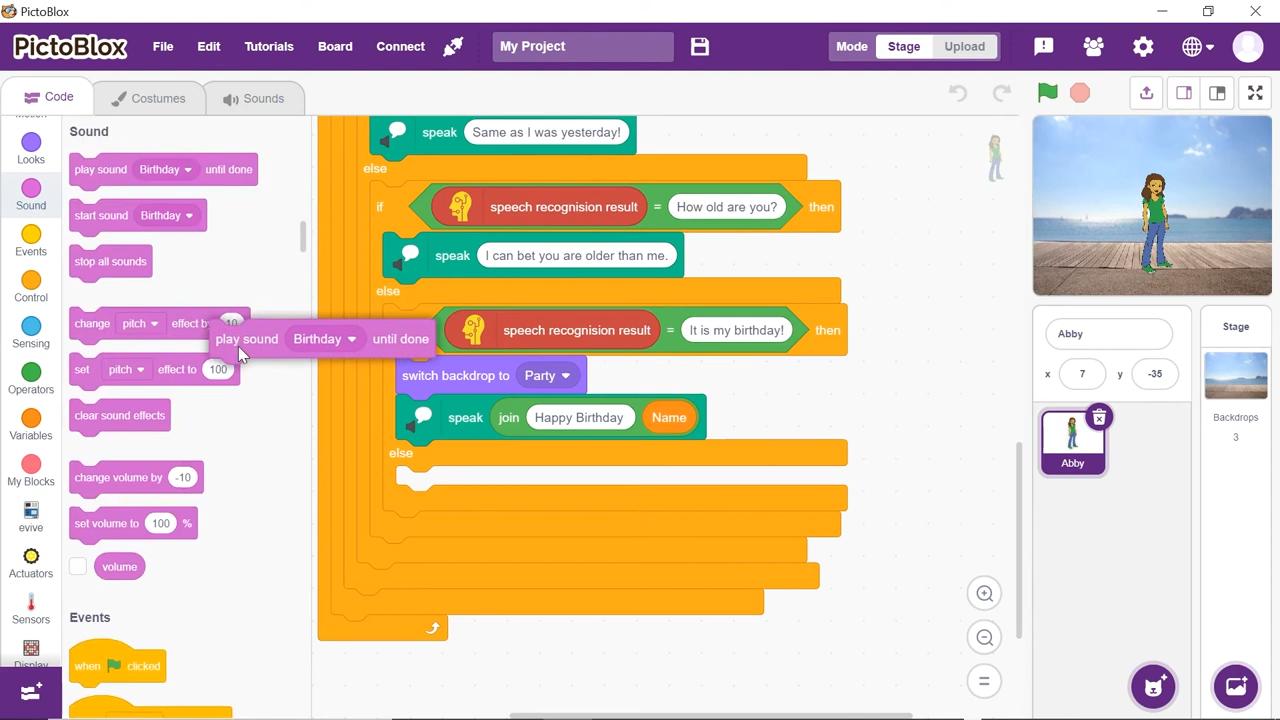 PictoBlox
PictoBlox File Edit Tutorials Board Connect My Project Mode Stage Upload
Code Costumes Sounds
Looks
Sound
Events
Control
Sensing
Operators
Variables
My Blocks
evive
Actuators
Sensors
Display
Sound
play sound Birthday until done
start sound Birthday
stop all sounds
change pitch effect by 10
set pitch effect to 100
clear sound effects
change volume by -10
set volume to 100 %
volume
Events
when clicked
play sound Birthday until done
speak Same as I was yesterday!
else
if speech recognision result = How old are you? then
speak I can bet you are older than me.
else
speech recognision result = It is my birthday! then
switch backdrop to Party
speak join Happy Birthday Name
else
Abby
x 7 y -35
Abby
Stage
Backdrops
3